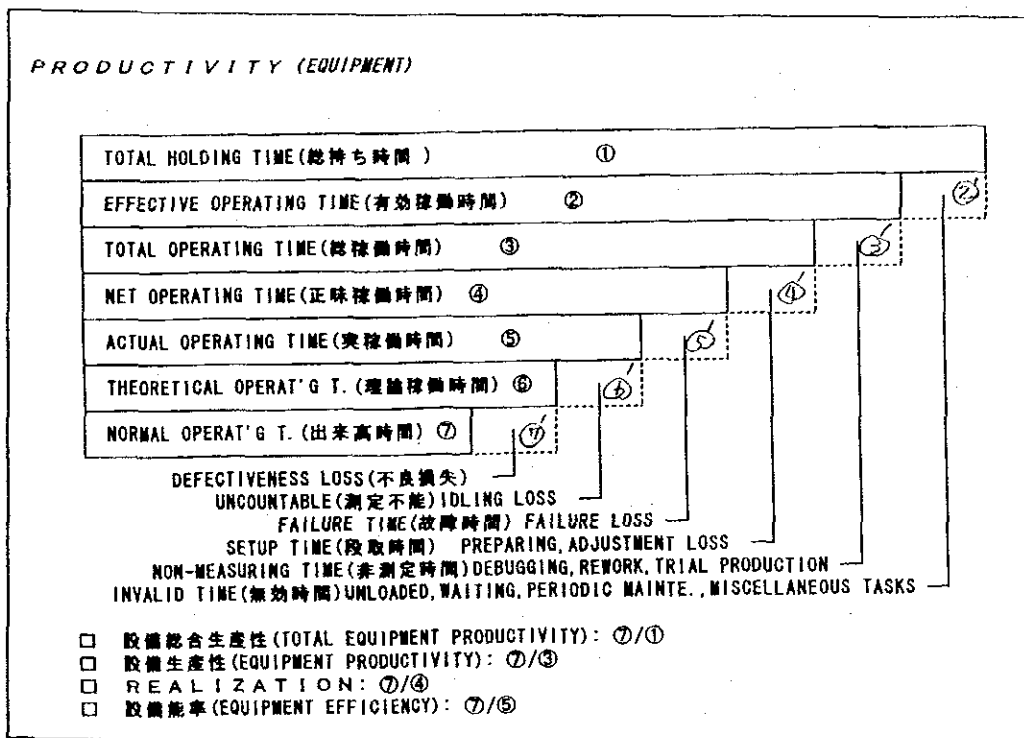 PRODUCTIVITY (EQUIPMENT)
TOTAL HOLDING TIME(総持ち時間 ) ①
EFFECTIVE OPERATING TIME(有効稼働時間) ②
②'
TOTAL OPERATING TIME(総稼働時間) ③
③'
NET OPERATING TIME(正味稼働時間) ④
④'
ACTUAL OPERATING TIME(実稼働時間) ⑤
⑤'
THEORETICAL OPERAT'G T.(理論稼働時間) ⑥
⑥'
NORMAL OPERAT'G T.(出来高時間) ⑦
⑦'
DEFECTIVENESS LOSS(不良損失)
UNCOUNTABLE(測定不能)IDLING LOSS
FAILURE TIME(故障時間) FAILURE LOSS
SETUP TIME(段取時間) PREPARING,ADJUSTMENT LOSS
NON-MEASURING TIME(非測定時間)DEBUGGING,REWORK,TRIAL PRODUCTION
INVALID TIME(無効時間)UNLOADED,WAITING,PERIODIC MAINTE.,MISCELLANEOUS TASKS
□ 設備総合生産性(TOTAL EQUIPMENT PRODUCTIVITY): ⑦/①
□ 設備生産性(EQUIPMENT PRODUCTIVITY): ⑦/③
□ REALIZATION: ⑦/④
□ 設備能率(EQUIPMENT EFFICIENCY): ⑦/⑤